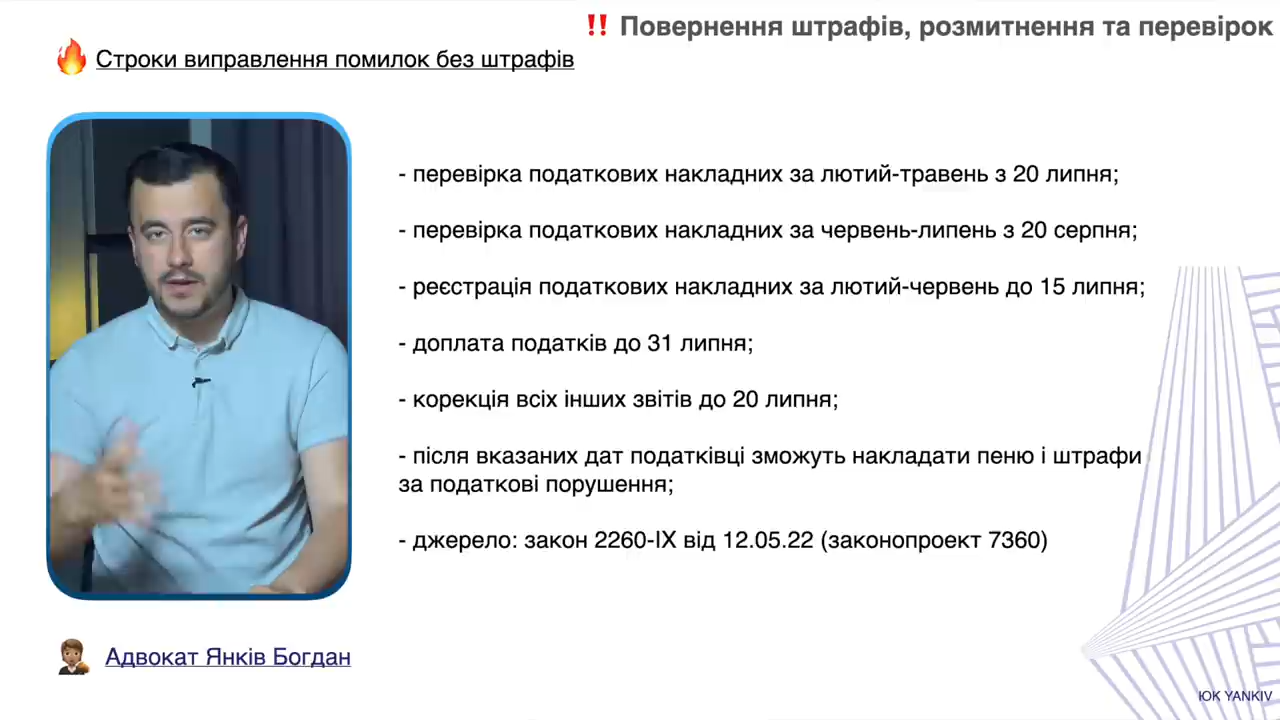 ‼ Повернення штрафів, розмитнення та перевірок
Строки виправлення помилок без штрафів
- перевірка податкових накладних за лютий-травень з 20 липня;
- перевірка податкових накладних за червень-липень з 20 серпня;
- реєстрація податкових накладних за лютий-червень до 15 липня;
- доплата податків до 31 липня;
- корекція всіх інших звітів до 20 липня;
- після вказаних дат податківці зможуть накладати пеню і штрафи
за податкові порушення;
- джерело: закон 2260-IX від 12.05.22 (законопроект 7360)
Адвокат Янків Богдан
ЮК YANKIV